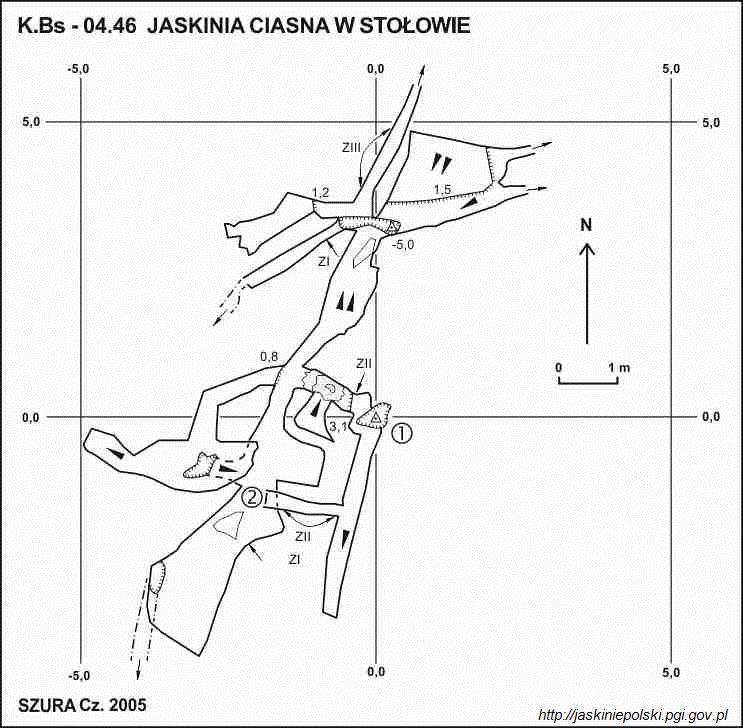 K.Bs - 04.46 JASKINIA CIASNA W STOŁOWIE
-5,0 0,0 5,0
5,0 5,0
ZIII
1,2 1,5
-5,0
ZI
N
0 1 m
0,8 ZII
0,0 0,0
3,1 1
2
ZII
ZI
-5,0 0,0 5,0
SZURA Cz. 2005
http://jaskiniepolski.pgi.gov.pl